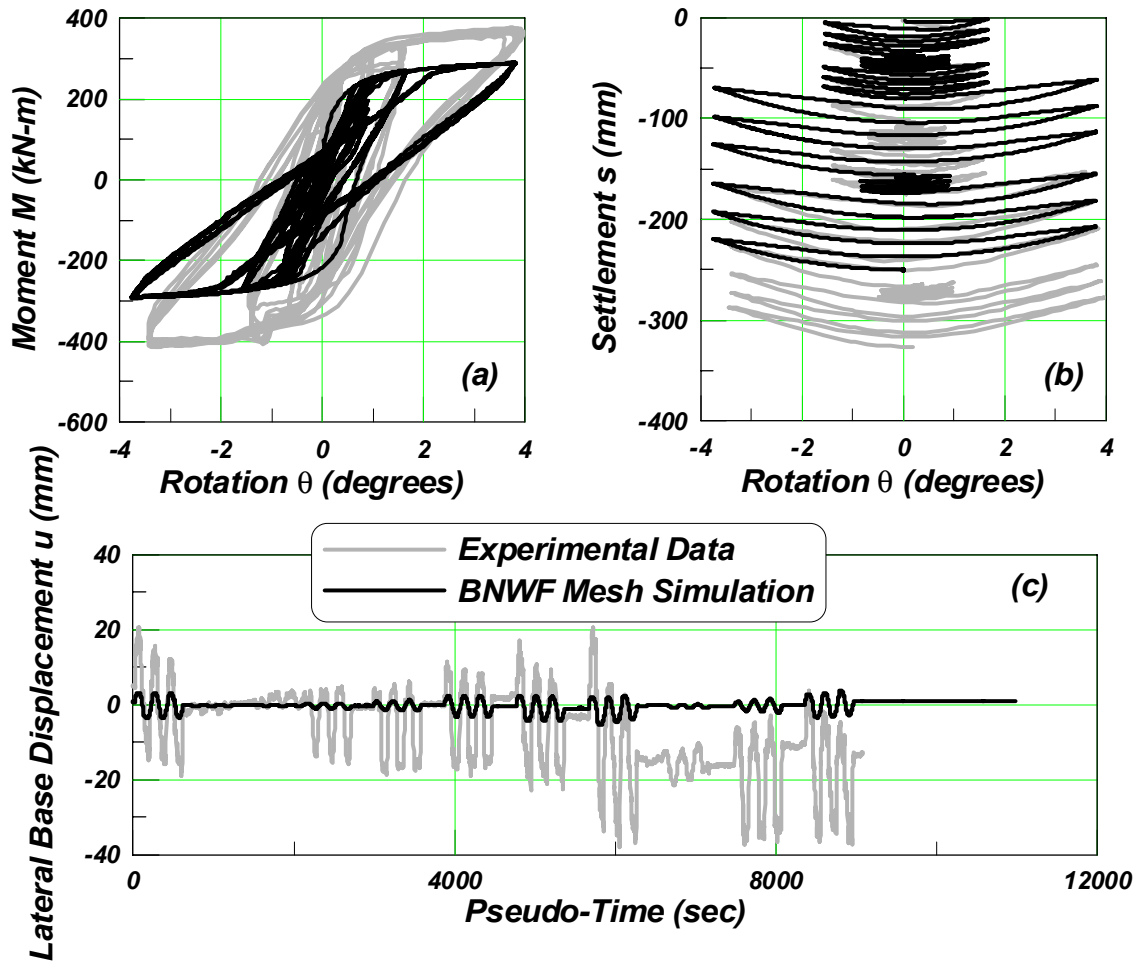 400
200
0
-200
-400
-600
Moment M (kN-m)
(a)
-4 -2 0 2 4
Rotation θ (degrees)
0
-100
-200
-300
-400
Settlement s (mm)
(b)
-4 -2 0 2 4
Rotation θ (degrees)
Experimental Data
BNWF Mesh Simulation
(c)
40
20
0
-20
-40
Lateral Base Displacement u (mm)
0 4000 8000 12000
Pseudo-Time (sec)